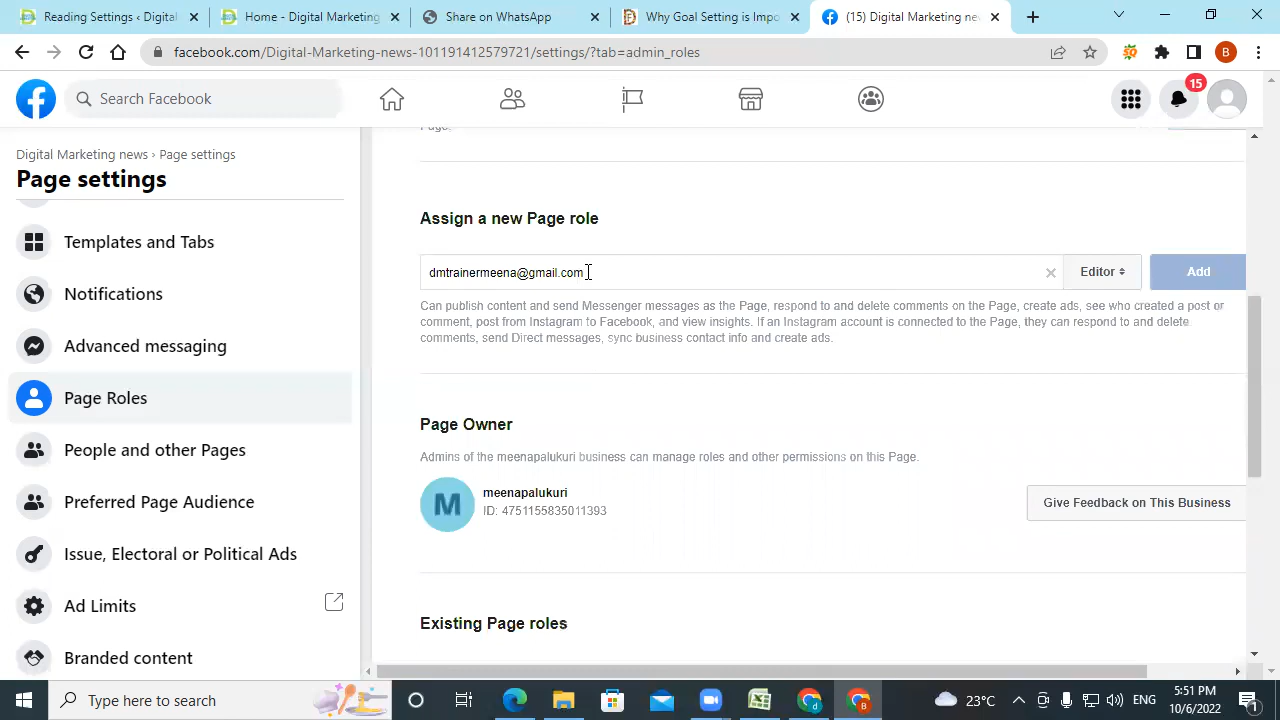 Reading Settings ‹ Digital
Home - Digital Marketing
Share on WhatsApp
Why Goal Setting is Impo
(15) Digital Marketing ne
facebook.com/Digital-Marketing-news-101191412579721/settings/?tab=admin_roles
B
Search Facebook
15
Digital Marketing news › Page settings
Page settings
Templates and Tabs
Notifications
Advanced messaging
Page Roles
People and other Pages
Preferred Page Audience
Issue, Electoral or Political Ads
Ad Limits
Branded content
Page.
Assign a new Page role
dmtrainermeena@gmail.com
Editor
Add
Can publish content and send Messenger messages as the Page, respond to and delete comments on the Page, create ads, see who created a post or
comment, post from Instagram to Facebook, and view insights. If an Instagram account is connected to the Page, they can respond to and delete
comments, send Direct messages, sync business contact info and create ads.
Page Owner
Admins of the meenapalukuri business can manage roles and other permissions on this Page.
M
meenapalukuri
ID: 4751155835011393
Give Feedback on This Business
Existing Page roles
Type here to search
23°C
ENG
5:51 PM
10/6/2022